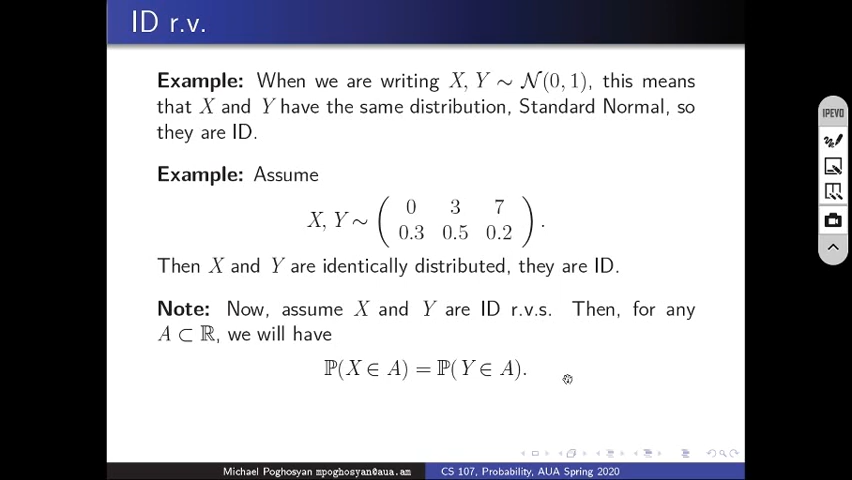 ID r.v.
Example: When we are writing X, Y ∼ N(0, 1), this means
that X and Y have the same distribution, Standard Normal, so
they are ID.
Example: Assume
X, Y ∼ ( 0 3 7
0.3 0.5 0.2 ) .
Then X and Y are identically distributed, they are ID.
Note: Now, assume X and Y are ID r.v.s. Then, for any
A ⊂ ℝ, we will have
ℙ(X ∈ A) = ℙ(Y ∈ A).
Michael Poghosyan mpoghosyan@aua.am CS 107, Probability, AUA Spring 2020
IPEVO